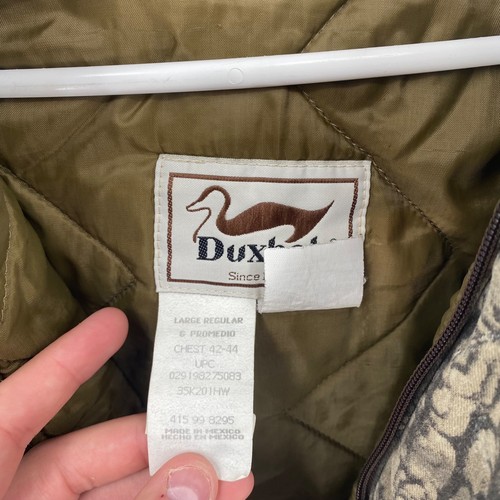 Since
LARGE REGULAR
G PROMEDIO
CHEST 42-44
UPC
029198275083
35K201HW
415 99 8295
MADE IN MEXICO
HECHO EN MEXICO